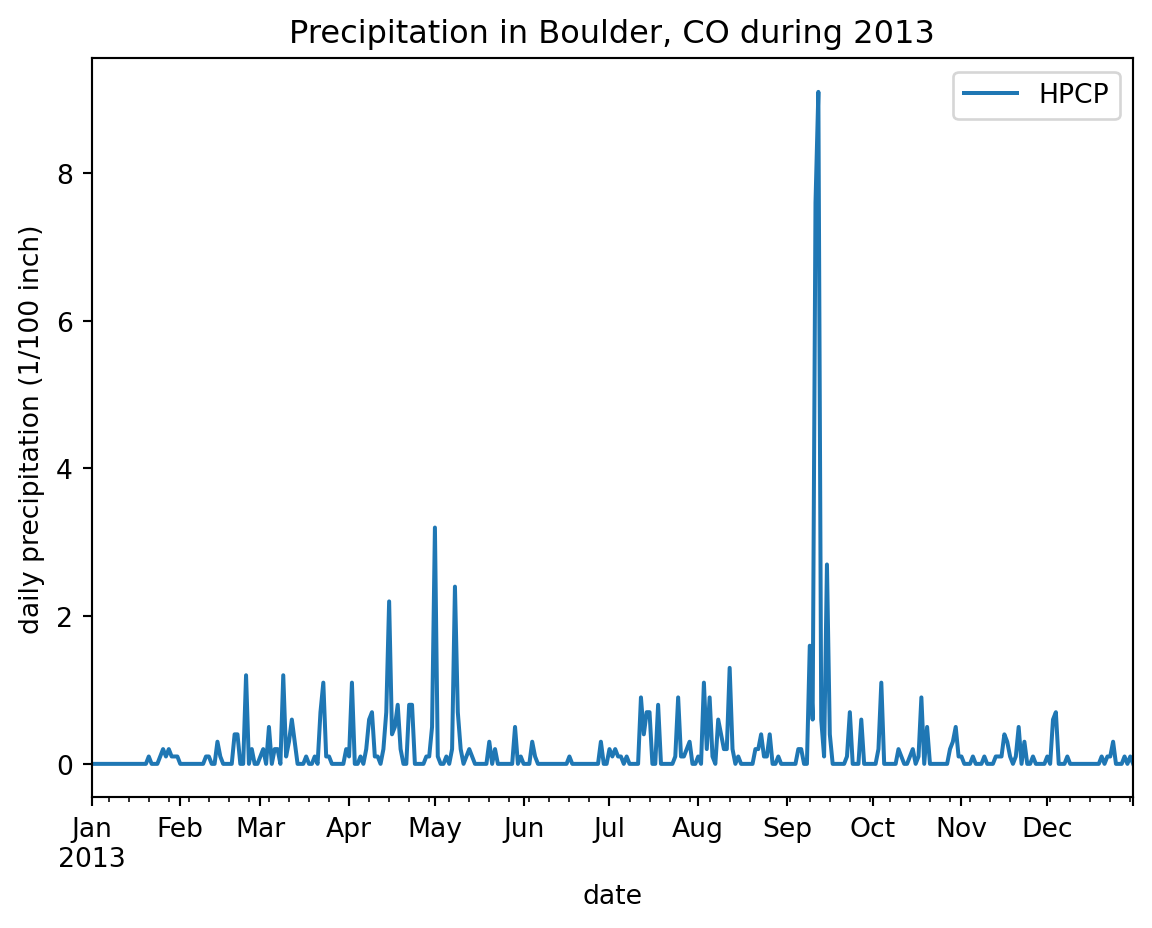 Precipitation in Boulder, CO during 2013
HPCP
daily precipitation (1/100 inch)
8
6
4
2
0
Jan Feb Mar Apr May Jun Jul Aug Sep Oct Nov Dec
2013
date